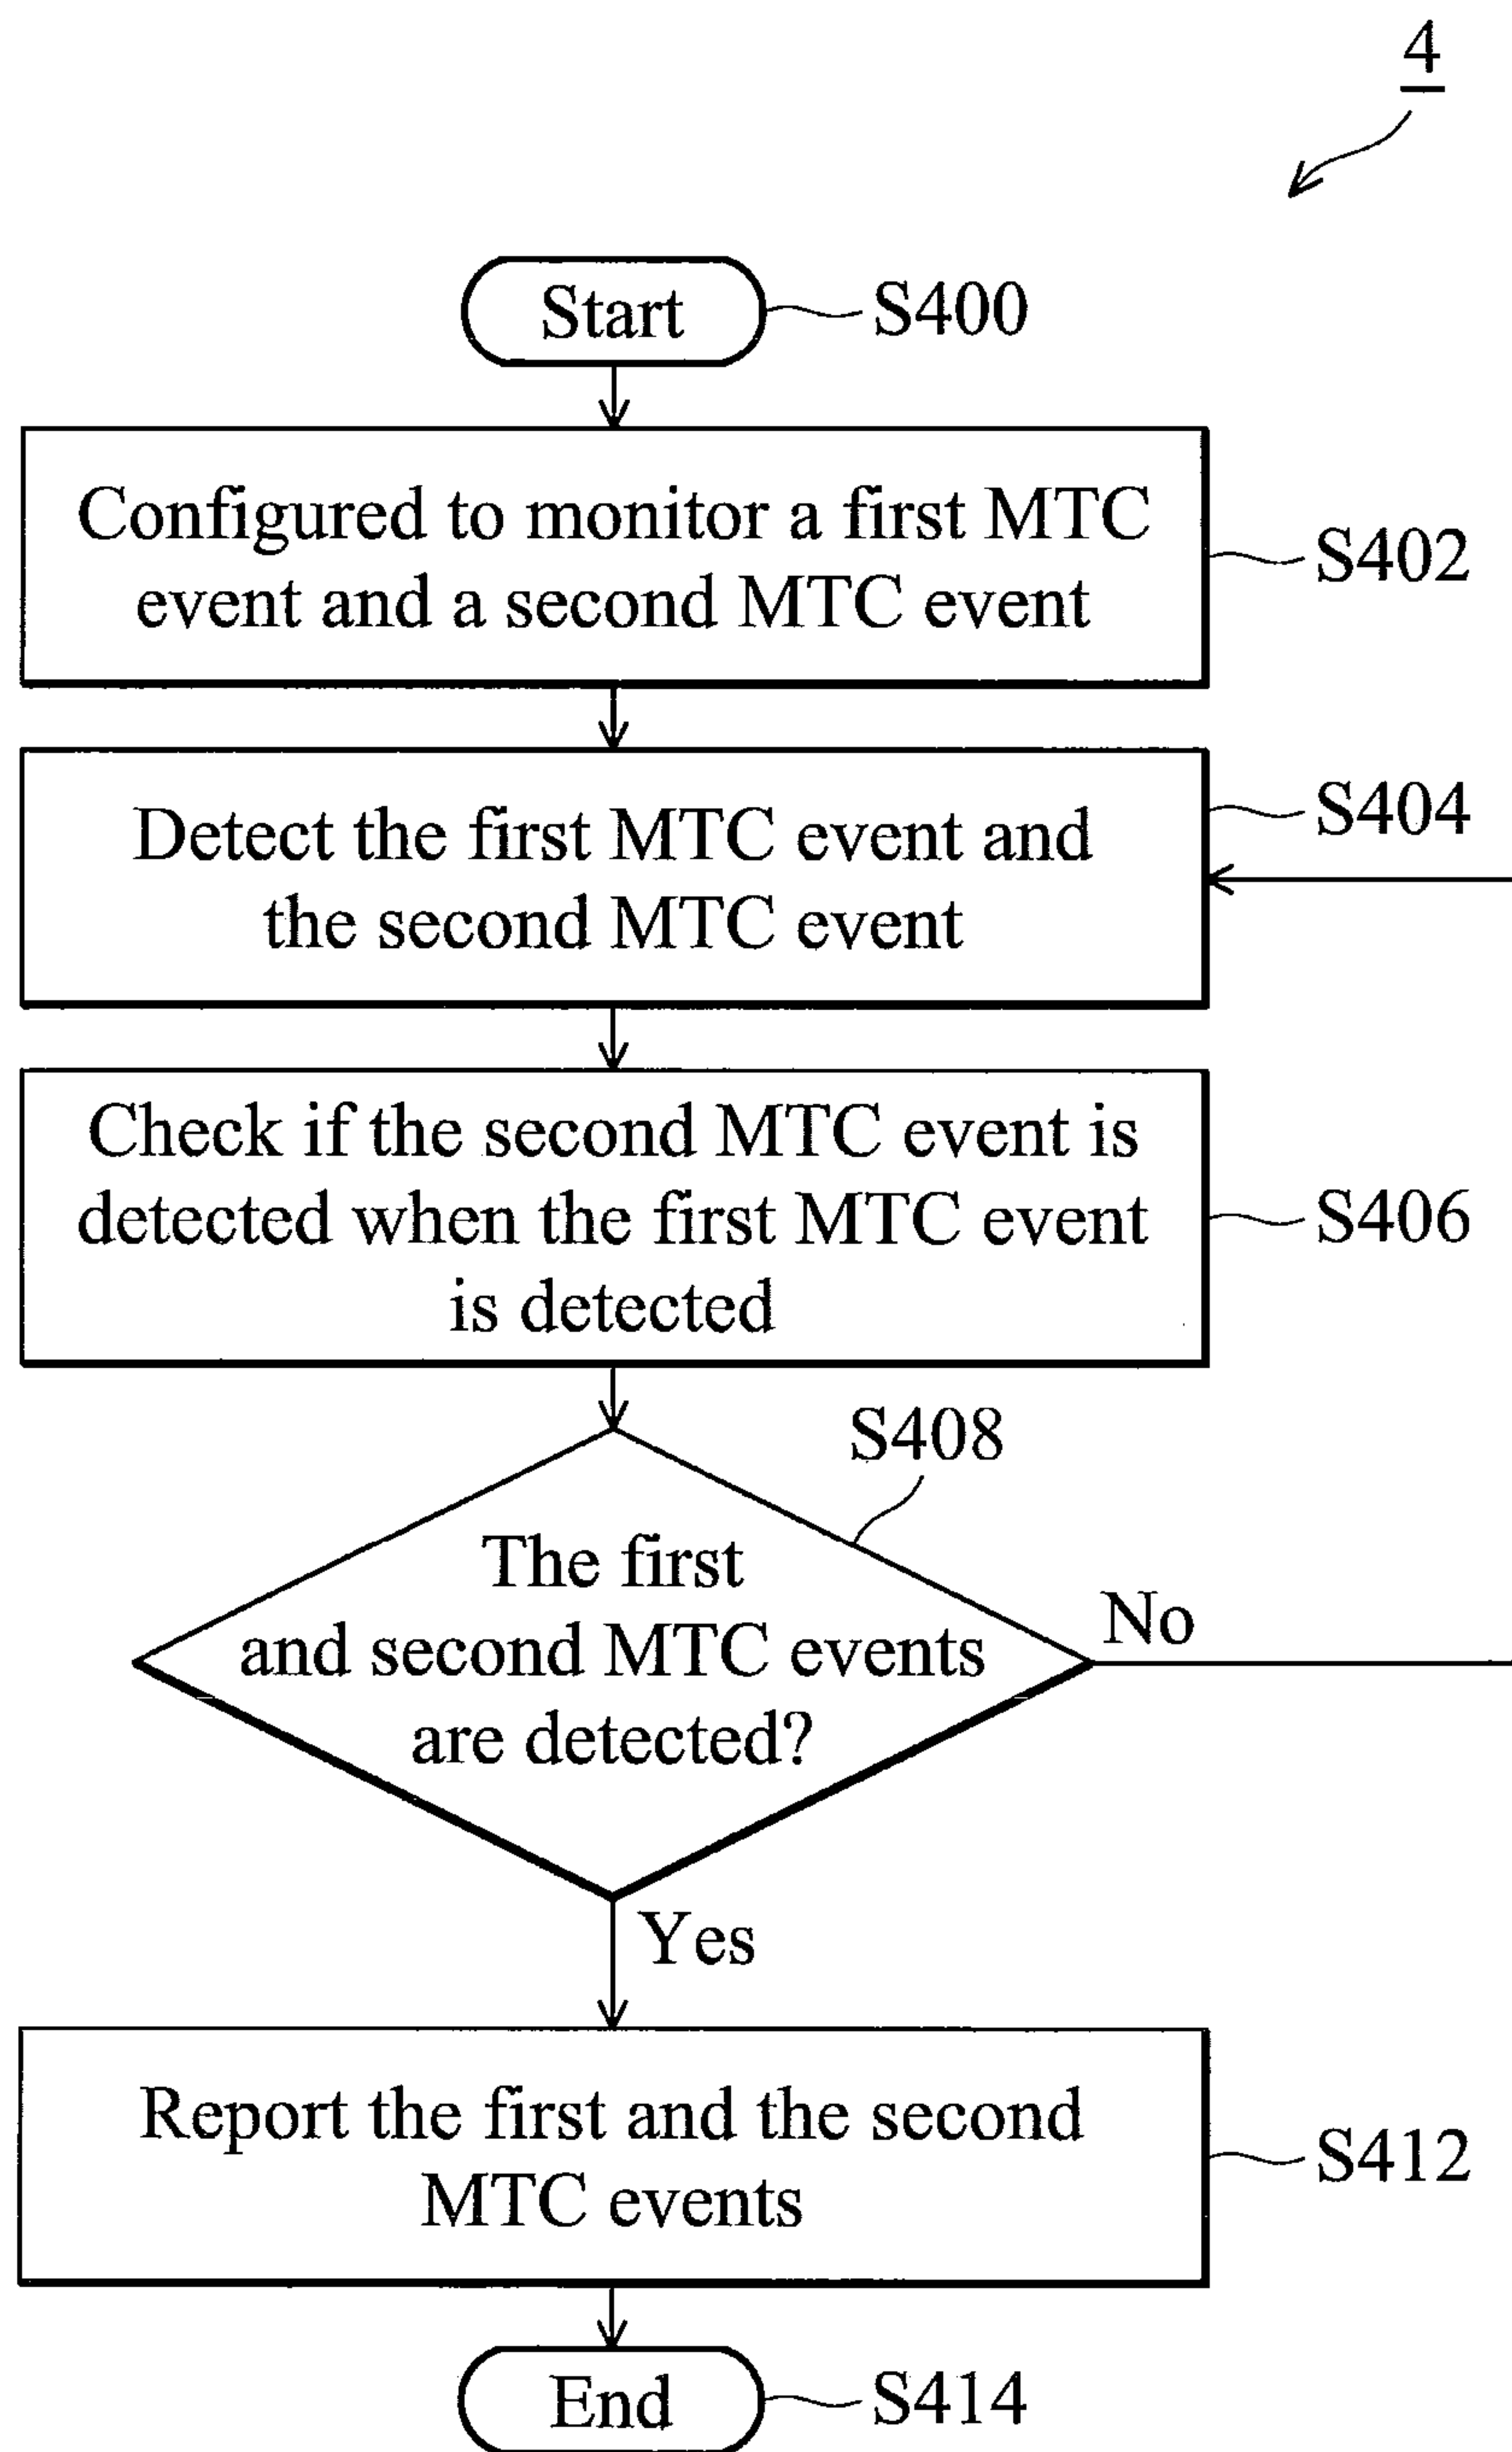 4
Start
S400
Configured to monitor a first MTC
event and a second MTC event
S402
Detect the first MTC event and
the second MTC event
S404
Check if the second MTC event is
detected when the first MTC event
is detected
S406
S408
The first
and second MTC events
are detected?
No
Yes
Report the first and the second
MTC events
S412
End
S414